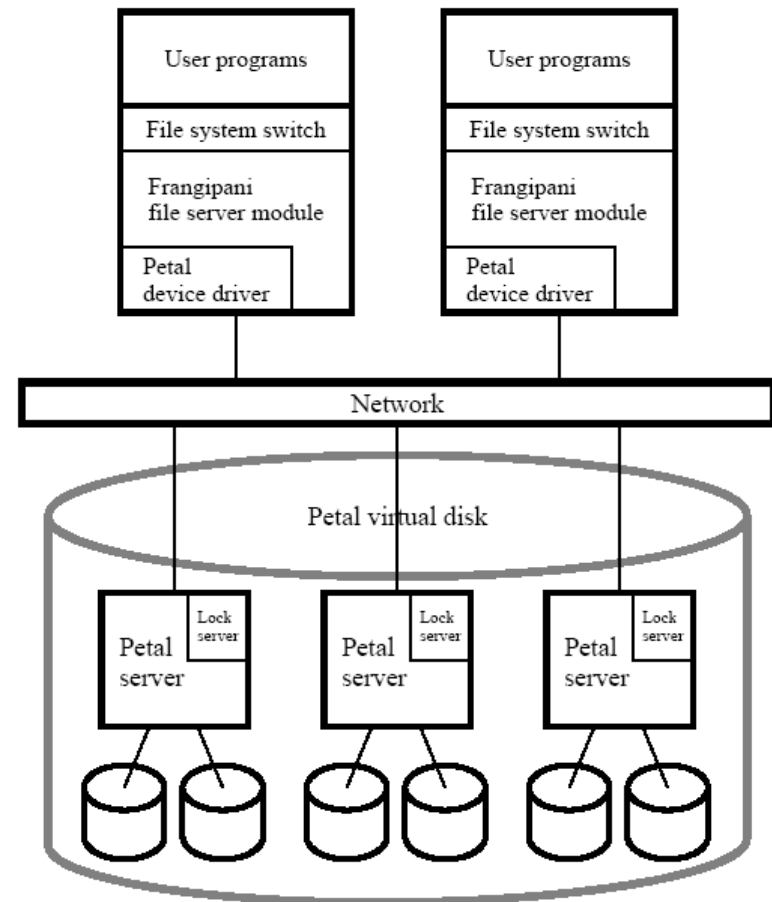 User programs
User programs
File system switch
File system switch
Frangipani
file server module
Frangipani
file server module
Petal
device driver
Petal
device driver
Network
Petal virtual disk
Lock
server
Petal
server
Lock
server
Petal
server
Lock
server
Petal
server